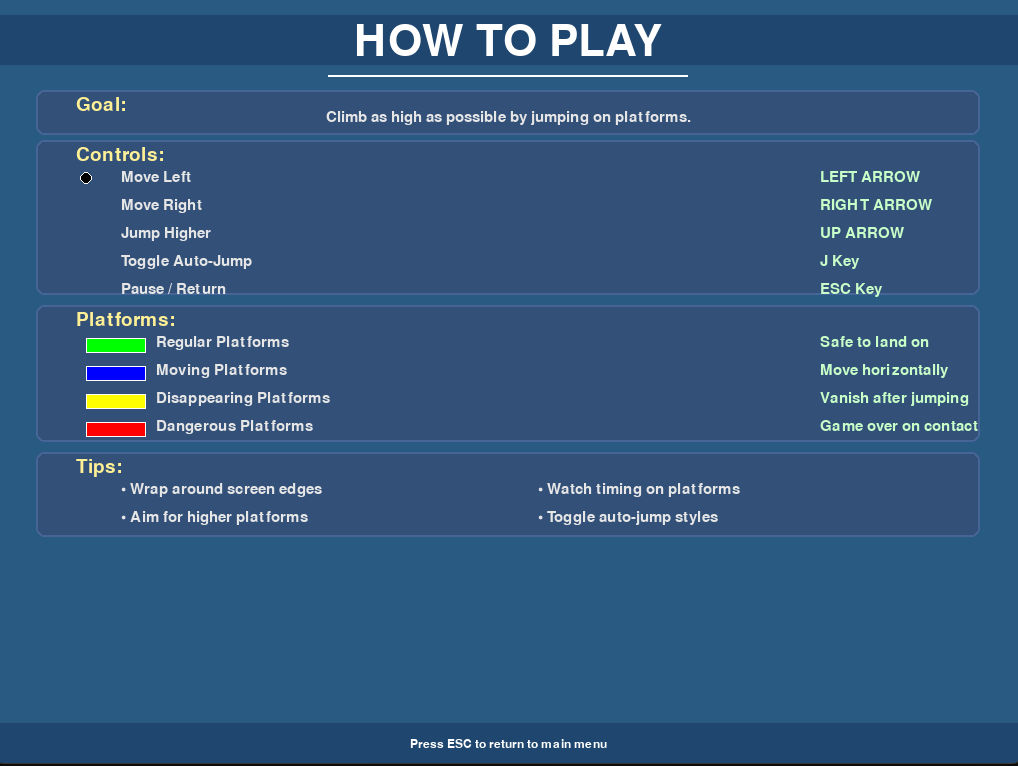 HOW TO PLAY
Goal:
Climb as high as possible by jumping on platforms.
Controls:
Move Left LEFT ARROW
Move Right RIGHT ARROW
Jump Higher UP ARROW
Toggle Auto-Jump J Key
Pause / Return ESC Key
Platforms:
Regular Platforms Safe to land on
Moving Platforms Move horizontally
Disappearing Platforms Vanish after jumping
Dangerous Platforms Game over on contact
Tips:
• Wrap around screen edges • Watch timing on platforms
• Aim for higher platforms • Toggle auto-jump styles
Press ESC to return to main menu